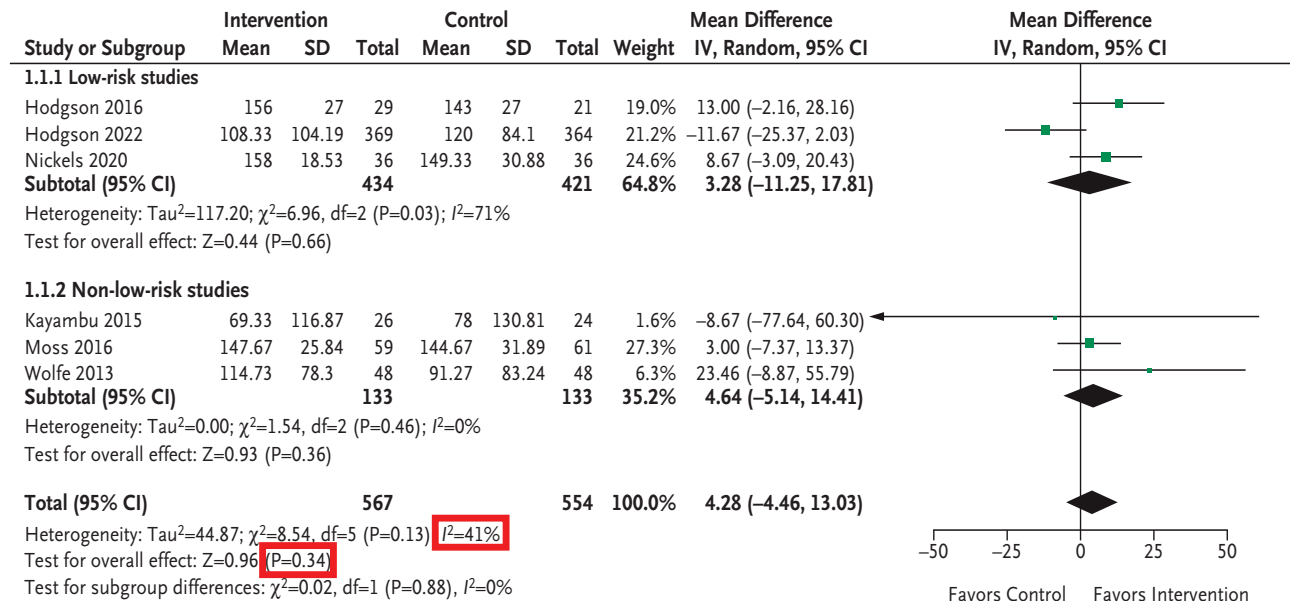 Intervention Control Mean Difference Mean Difference
Study or Subgroup Mean SD Total Mean SD Total Weight IV, Random, 95% CI IV, Random, 95% CI
1.1.1 Low-risk studies
Hodgson 2016 156 27 29 143 27 21 19.0% 13.00 (–2.16, 28.16)
Hodgson 2022 108.33 104.19 369 120 84.1 364 21.2% –11.67 (–25.37, 2.03)
Nickels 2020 158 18.53 36 149.33 30.88 36 24.6% 8.67 (–3.09, 20.43)
Subtotal (95% CI) 434 421 64.8% 3.28 (–11.25, 17.81)
Heterogeneity: Tau²=117.20; χ²=6.96, df=2 (P=0.03); I²=71%
Test for overall effect: Z=0.44 (P=0.66)
1.1.2 Non-low-risk studies
Kayambu 2015 69.33 116.87 26 78 130.81 24 1.6% –8.67 (–77.64, 60.30)
Moss 2016 147.67 25.84 59 144.67 31.89 61 27.3% 3.00 (–7.37, 13.37)
Wolfe 2013 114.73 78.3 48 91.27 83.24 48 6.3% 23.46 (–8.87, 55.79)
Subtotal (95% CI) 133 133 35.2% 4.64 (–5.14, 14.41)
Heterogeneity: Tau²=0.00; χ²=1.54, df=2 (P=0.46); I²=0%
Test for overall effect: Z=0.93 (P=0.36)
Total (95% CI) 567 554 100.0% 4.28 (–4.46, 13.03)
Heterogeneity: Tau²=44.87; χ²=8.54, df=5 (P=0.13) I²=41%
Test for overall effect: Z=0.96 (P=0.34)
Test for subgroup differences: χ²=0.02, df=1 (P=0.88), I²=0%
–50 –25 0 25 50
Favors Control Favors Intervention